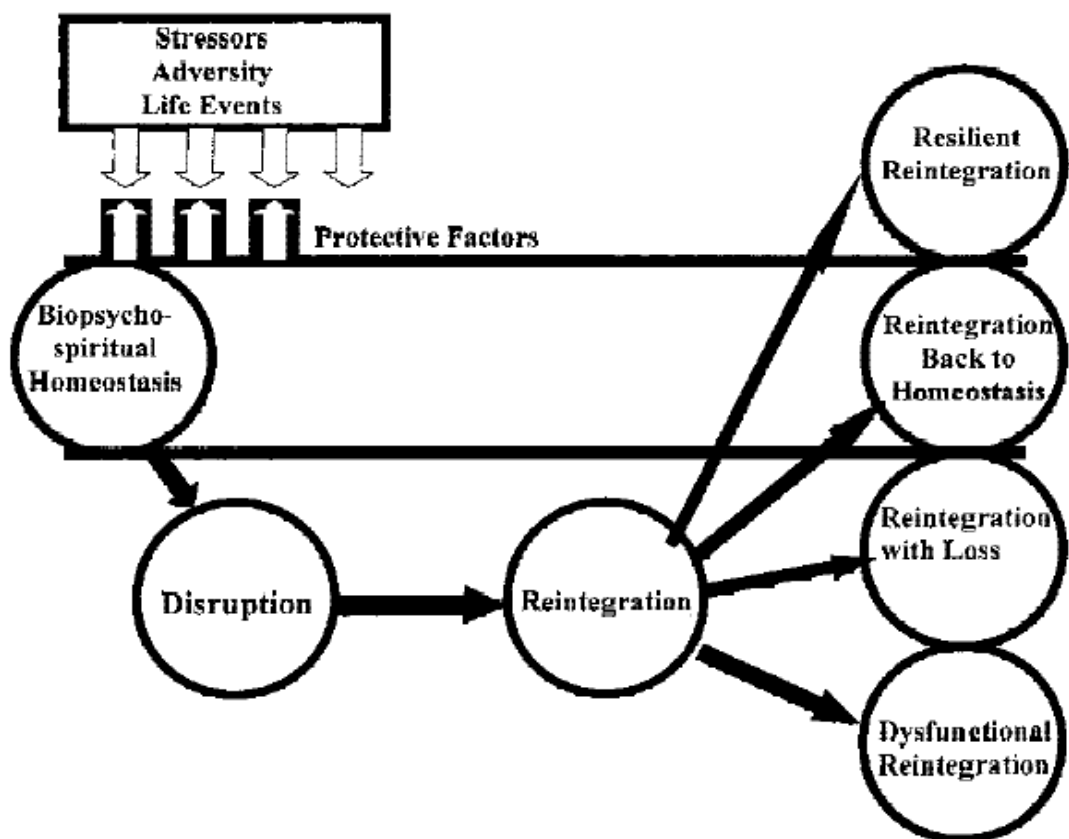 Stressors
Adversity
Life Events
Protective Factors
Biopsycho-
spiritual
Homeostasis
Disruption
Reintegration
Resilient
Reintegration
Reintegration
Back to
Homeostasis
Reintegration
with Loss
Dysfunctional
Reintegration